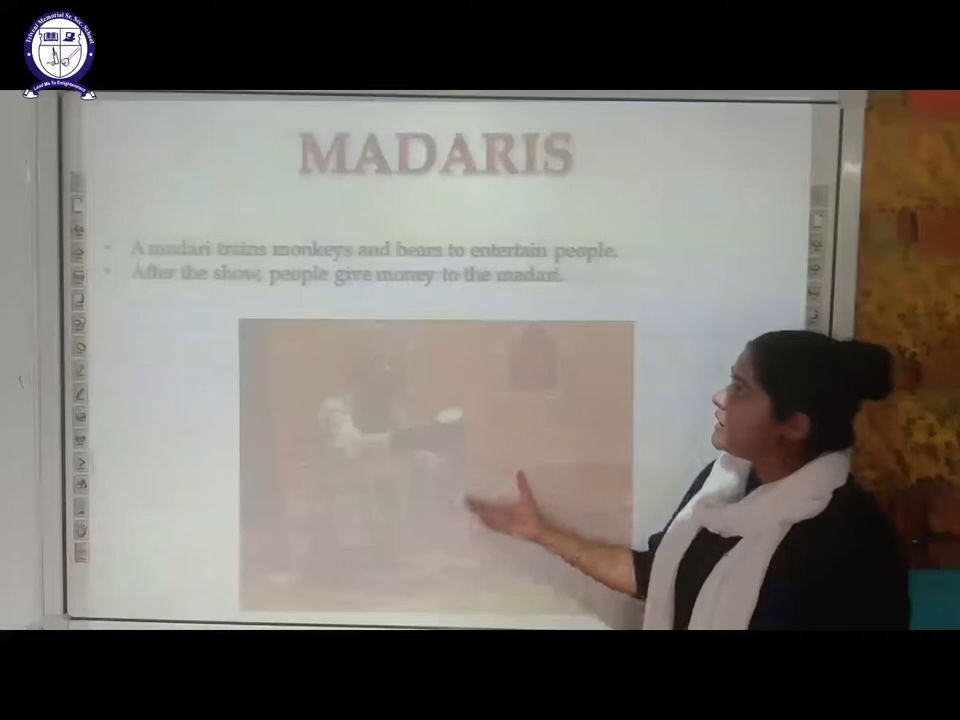 MADARIS
A madari trains monkeys and bears to entertain people.
After the show, people give money to the madari.